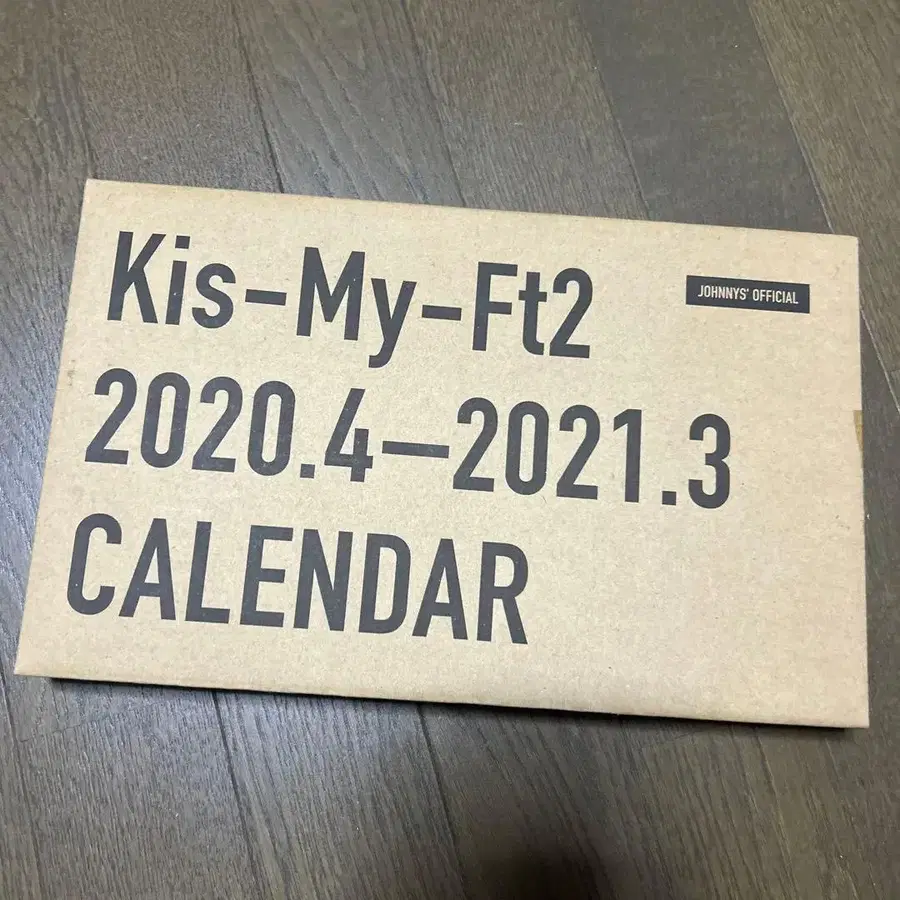 Kis-My-Ft2
JOHNNYS' OFFICIAL
2020.4—2021.3
CALENDAR